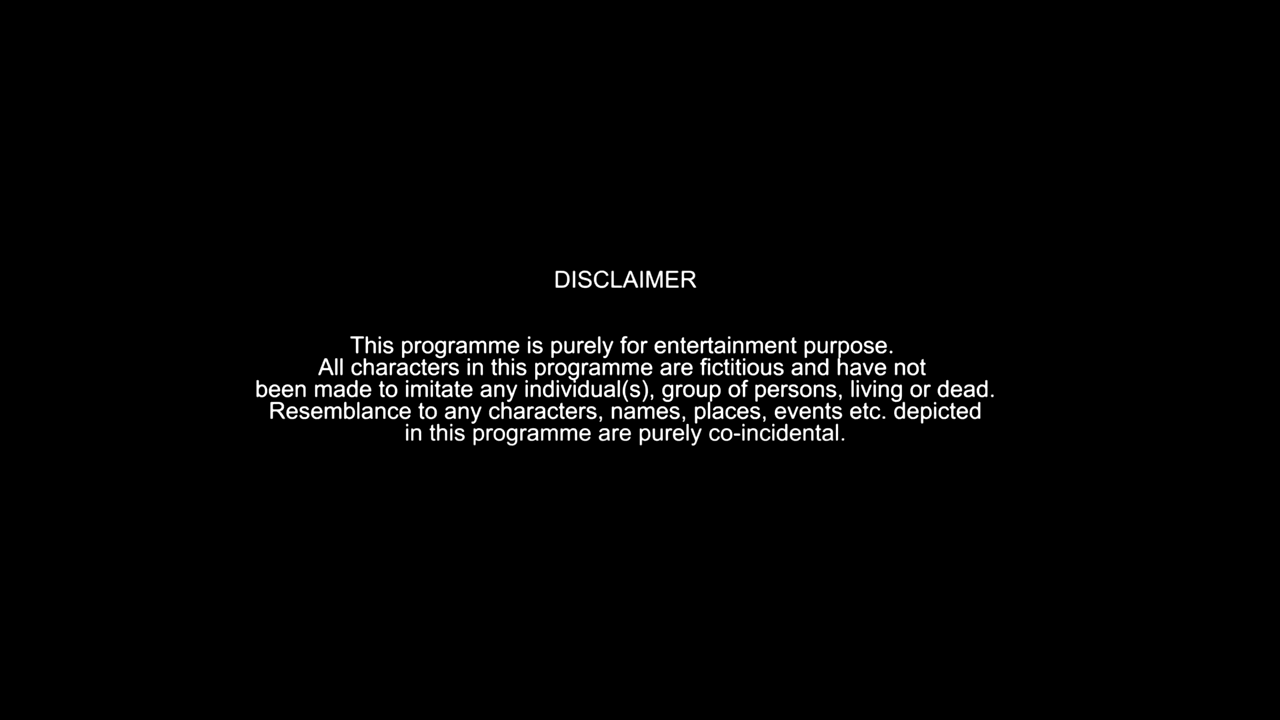 DISCLAIMER
This programme is purely for entertainment purpose.
All characters in this programme are fictitious and have not
been made to imitate any individual(s), group of persons, living or dead.
Resemblance to any characters, names, places, events etc. depicted
in this programme are purely co-incidental.